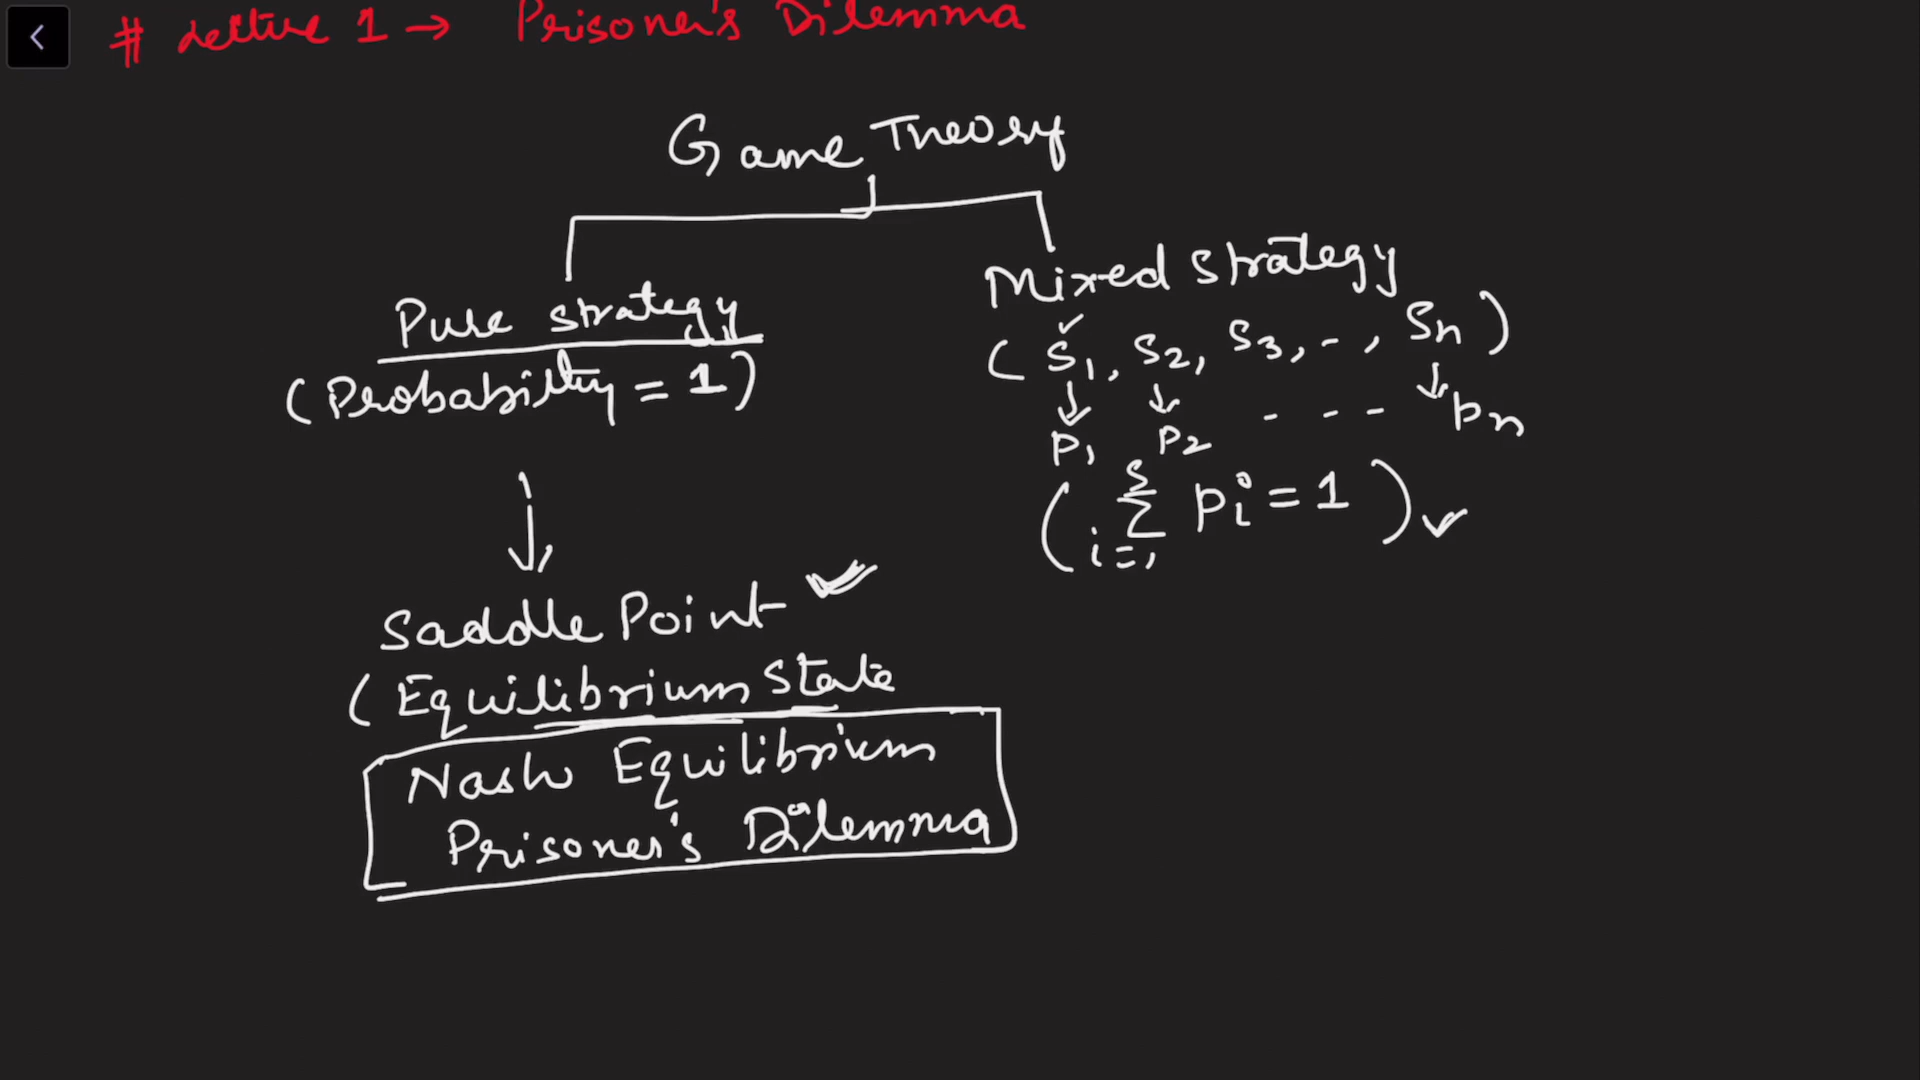 # Lecture 1 → Prisoner's Dilemma
Game Theory
Pure strategy
(Probability = 1)
Mixed strategy
(S1, S2, S3, - . , Sn)
P1 P2 - - - Pn
(S∑i=1 Pi = 1)
Saddle Point
(Equilibrium State
Nash Equilibrium
Prisoner's Dilemma